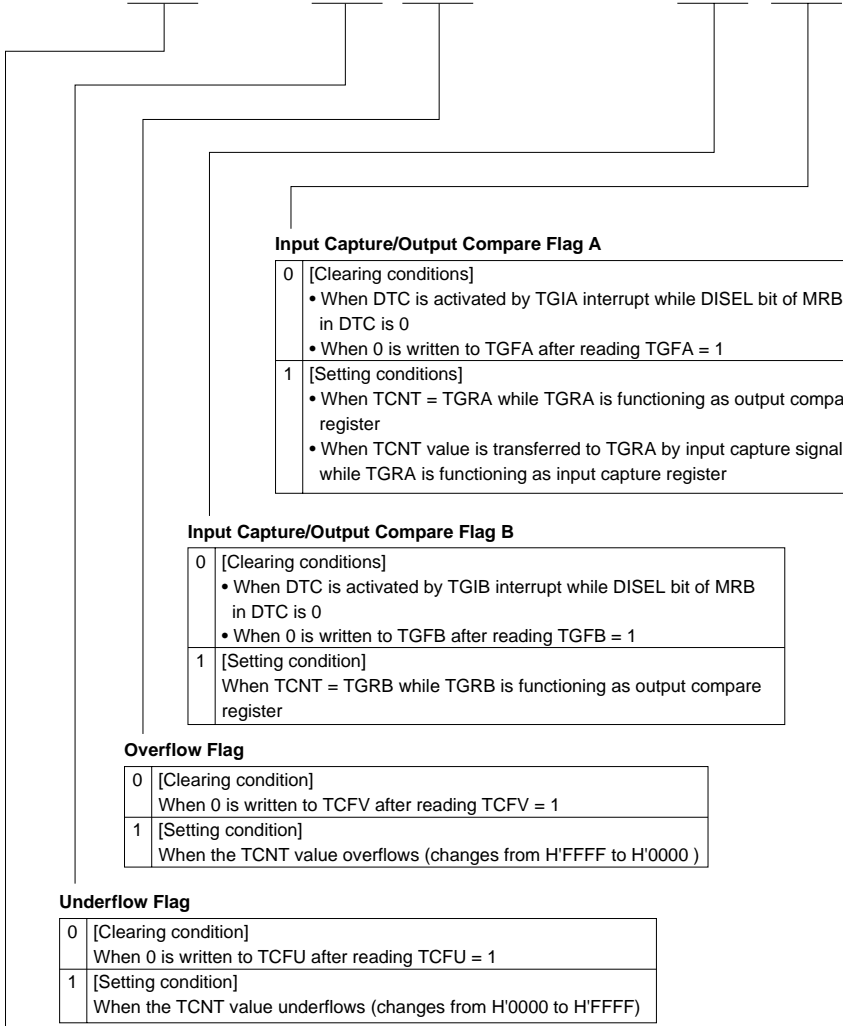 Input Capture/Output Compare Flag A
0 [Clearing conditions]
• When DTC is activated by TGIA interrupt while DISEL bit of MRB
in DTC is 0
• When 0 is written to TGFA after reading TGFA = 1
1 [Setting conditions]
• When TCNT = TGRA while TGRA is functioning as output compa
register
• When TCNT value is transferred to TGRA by input capture signal
while TGRA is functioning as input capture register
Input Capture/Output Compare Flag B
0 [Clearing conditions]
• When DTC is activated by TGIB interrupt while DISEL bit of MRB
in DTC is 0
• When 0 is written to TGFB after reading TGFB = 1
1 [Setting condition]
When TCNT = TGRB while TGRB is functioning as output compare
register
Overflow Flag
0 [Clearing condition]
When 0 is written to TCFV after reading TCFV = 1
1 [Setting condition]
When the TCNT value overflows (changes from H'FFFF to H'0000 )
Underflow Flag
0 [Clearing condition]
When 0 is written to TCFU after reading TCFU = 1
1 [Setting condition]
When the TCNT value underflows (changes from H'0000 to H'FFFF)